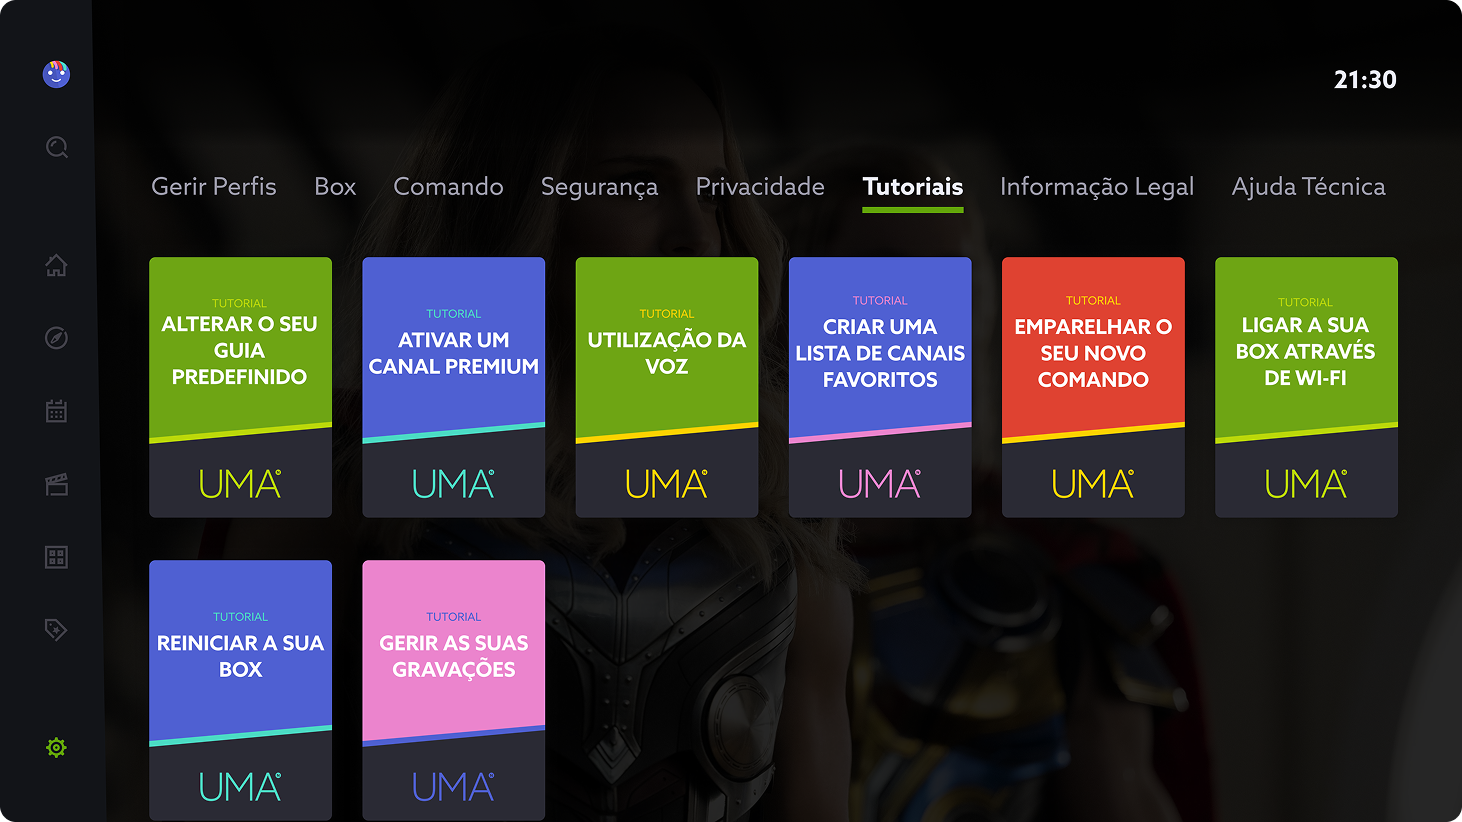 21:30
Gerir Perfis
Box
Comando
Segurança
Privacidade
Tutoriais
Informação Legal
Ajuda Técnica
TUTORIAL
ALTERAR O SEU
GUIA
PREDEFINIDO
UMA
TUTORIAL
ATIVAR UM
CANAL PREMIUM
UMA
TUTORIAL
UTILIZAÇÃO DA
VOZ
UMA
TUTORIAL
CRIAR UMA
LISTA DE CANAIS
FAVORITOS
UMA
TUTORIAL
EMPARELHAR O
SEU NOVO
COMANDO
UMA
TUTORIAL
LIGAR A SUA
BOX ATRAVÉS
DE WI-FI
UMA
TUTORIAL
REINICIAR A SUA
BOX
UMA
TUTORIAL
GERIR AS SUAS
GRAVAÇÕES
UMA